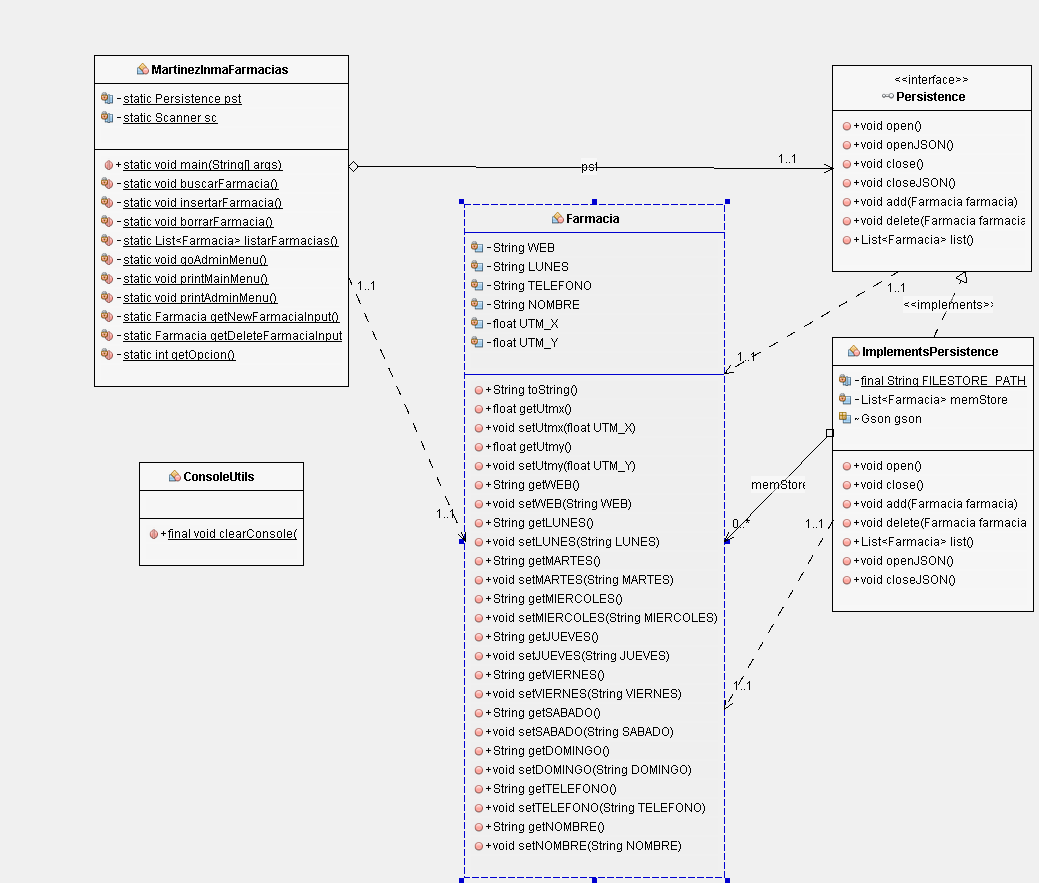 MartinezInmaFarmacias
-static Persistence pst
-static Scanner sc
+static void main(String[] args)
-static void buscarFarmacia()
-static void insertarFarmacia()
-static void borrarFarmacia()
-static List<Farmacia> listarFarmacias()
-static void goAdminMenu()
-static void printMainMenu()
-static void printAdminMenu()
-static Farmacia getNewFarmaciaInput()
-static Farmacia getDeleteFarmaciaInput
-static int getOpcion()
ConsoleUtils
+final void clearConsole(
pst
1..1
1..1
1..1
Farmacia
-String WEB
-String LUNES
-String TELEFONO
-String NOMBRE
-float UTM_X
-float UTM_Y
+String toString()
+float getUtmx()
+void setUtmx(float UTM_X)
+float getUtmy()
+void setUtmy(float UTM_Y)
+String getWEB()
+void setWEB(String WEB)
+String getLUNES()
+void setLUNES(String LUNES)
+String getMARTES()
+void setMARTES(String MARTES)
+String getMIERCOLES()
+void setMIERCOLES(String MIERCOLES)
+String getJUEVES()
+void setJUEVES(String JUEVES)
+String getVIERNES()
+void setVIERNES(String VIERNES)
+String getSABADO()
+void setSABADO(String SABADO)
+String getDOMINGO()
+void setDOMINGO(String DOMINGO)
+String getTELEFONO()
+void setTELEFONO(String TELEFONO)
+String getNOMBRE()
+void setNOMBRE(String NOMBRE)
<<interface>>
Persistence
+void open()
+void openJSON()
+void close()
+void closeJSON()
+void add(Farmacia farmacia)
+void delete(Farmacia farmacia
+List<Farmacia> list()
1..1
<<implements>>
1..1
ImplementsPersistence
-final String FILESTORE_PATH
-List<Farmacia> memStore
~Gson gson
+void open()
+void close()
+void add(Farmacia farmacia)
+void delete(Farmacia farmacia
+List<Farmacia> list()
+void openJSON()
+void closeJSON()
memStore
0..*
1..1
1..1